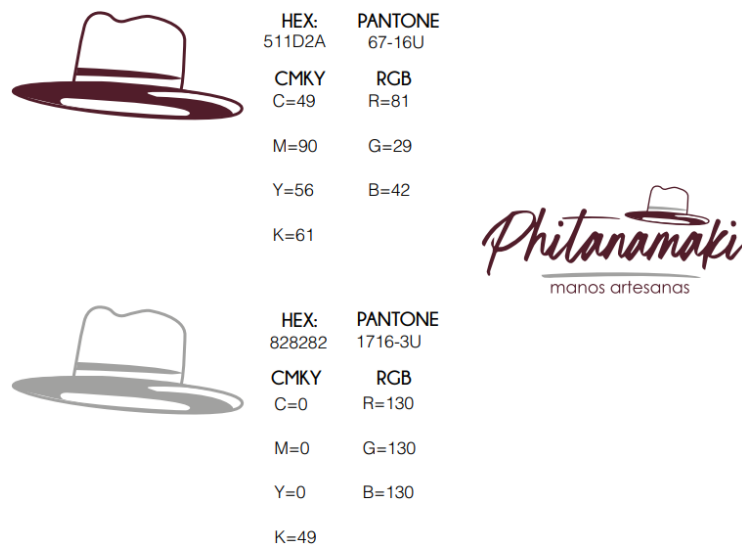 HEX: PANTONE
511D2A 67-16U
CMKY RGB
C=49 R=81
M=90 G=29
Y=56 B=42
K=61
Phitanamaki
manos artesanas
HEX: PANTONE
828282 1716-3U
CMKY RGB
C=0 R=130
M=0 G=130
Y=0 B=130
K=49